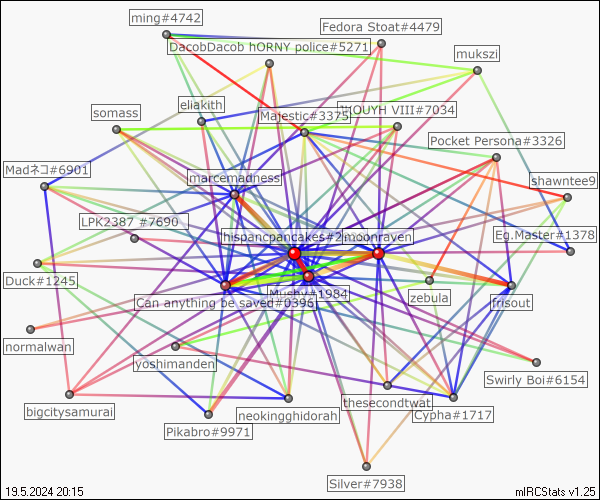 ming#4742
Fedora Stoat#4479
DacobDacob hORNY police#5271
mukszi
eliakith
somass
Majestic#3375
OUYH VIII#7034
Pocket Persona#3326
Madネコ#6901
marcemadness
shawntee9
LPK2387 #7690
hispancpancakes#2
moonraven
Eg.Master#1378
Duck#1245
Can anything be saved#0396
#1984
zebula
frisout
normalwan
yoshimanden
Swirly Boi#6154
bigcitysamurai
neokingghidorah
thesecondtwat
Cypha#1717
Pikabro#9971
Silver#7938
19.5.2024 20:15
mIRCStats v1.25